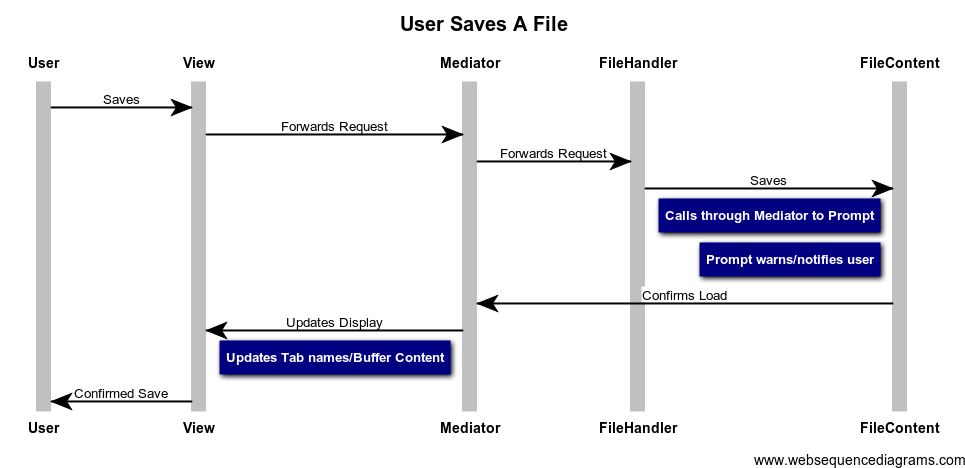 User Saves A File
User View Mediator FileHandler FileContent
Saves
Forwards Request
Forwards Request
Saves
Calls through Mediator to Prompt
Prompt warns/notifies user
Confirms Load
Updates Display
Updates Tab names/Buffer Content
Confirmed Save
User View Mediator FileHandler FileContent
www.websequencediagrams.com